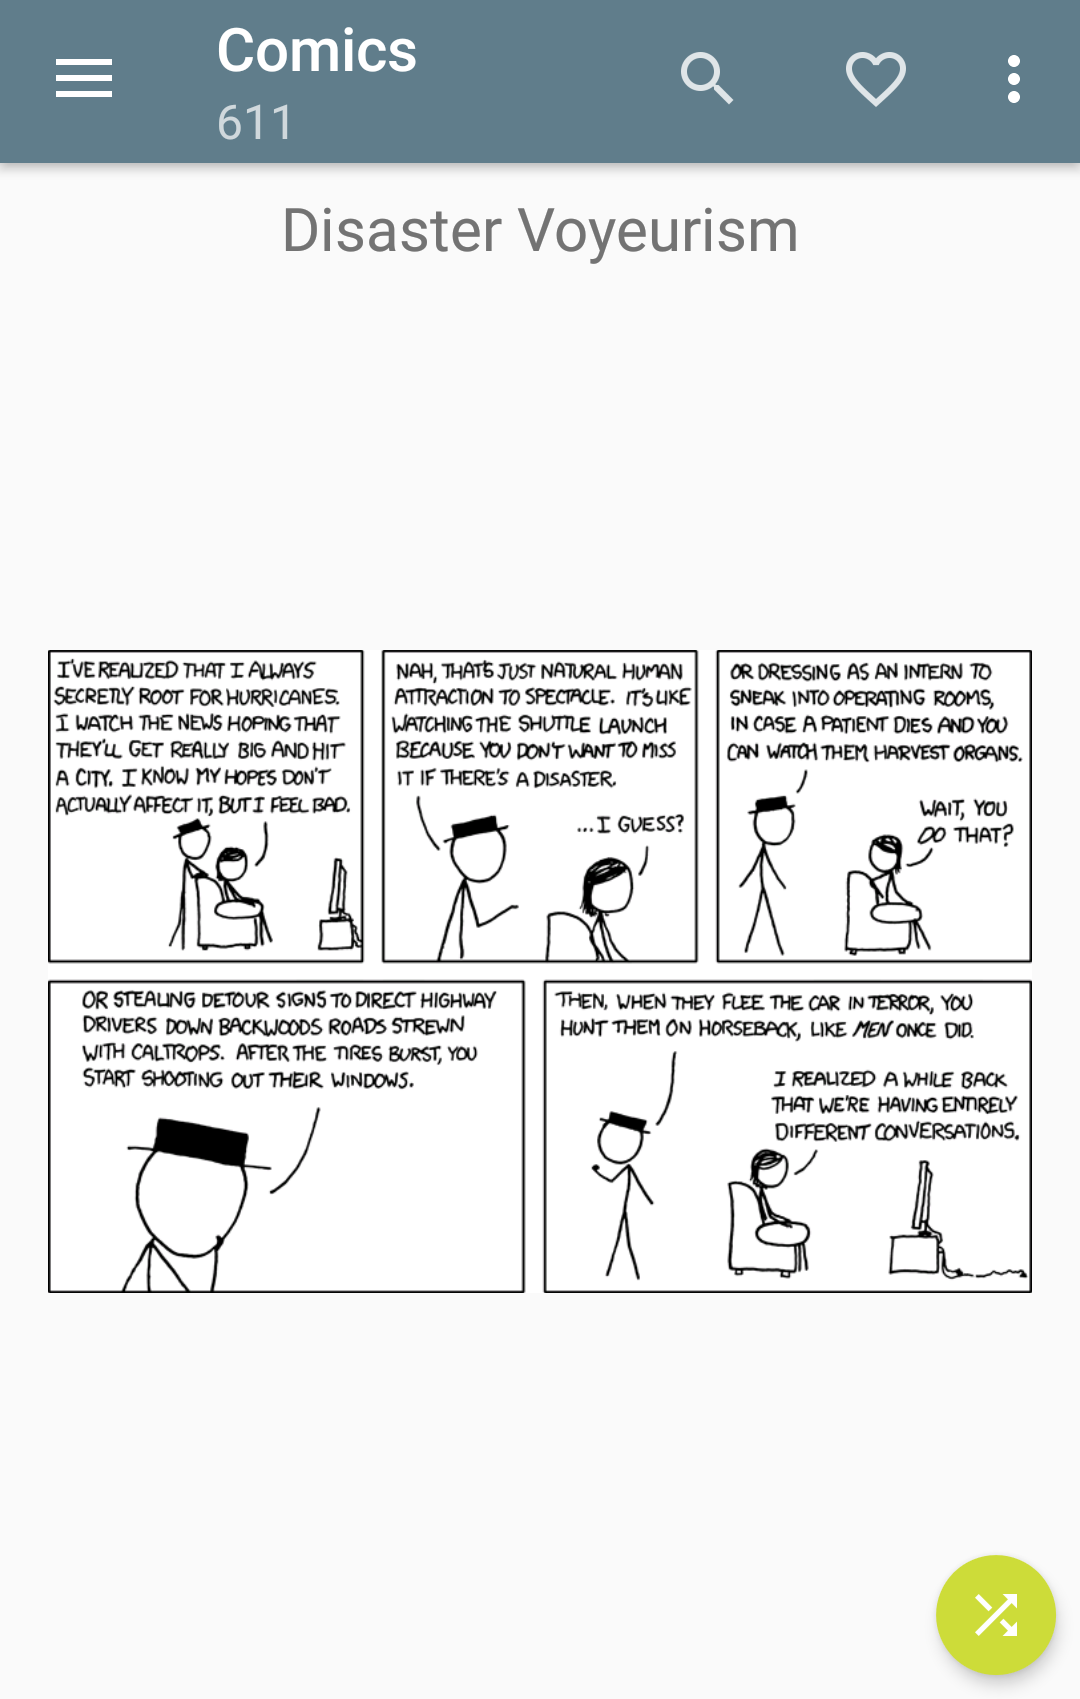 Comics
611
Disaster Voyeurism
I'VE REALIZED THAT I ALWAYS
SECRETLY ROOT FOR HURRICANES.
I WATCH THE NEWS HOPING THAT
THEY'LL GET REALLY BIG AND HIT
A CITY. I KNOW MY HOPES DON'T
ACTUALLY AFFECT IT, BUT I FEEL BAD.
NAH, THAT'S JUST NATURAL HUMAN
ATTRACTION TO SPECTACLE. IT'S LIKE
WATCHING THE SHUTTLE LAUNCH
BECAUSE YOU DON'T WANT TO MISS
IT IF THERE'S A DISASTER.
...I GUESS?
OR DRESSING AS AN INTERN TO
SNEAK INTO OPERATING ROOMS,
IN CASE A PATIENT DIES AND YOU
CAN WATCH THEM HARVEST ORGANS.
WAIT, YOU
DO THAT?
OR STEALING DETOUR SIGNS TO DIRECT HIGHWAY
DRIVERS DOWN BACKWOODS ROADS STREWN
WITH CALTROPS. AFTER THE TIRES BURST, YOU
START SHOOTING OUT THEIR WINDOWS.
THEN, WHEN THEY FLEE THE CAR IN TERROR, YOU
HUNT THEM ON HORSEBACK, LIKE MEN ONCE DID.
I REALIZED A WHILE BACK
THAT WE'RE HAVING ENTIRELY
DIFFERENT CONVERSATIONS.